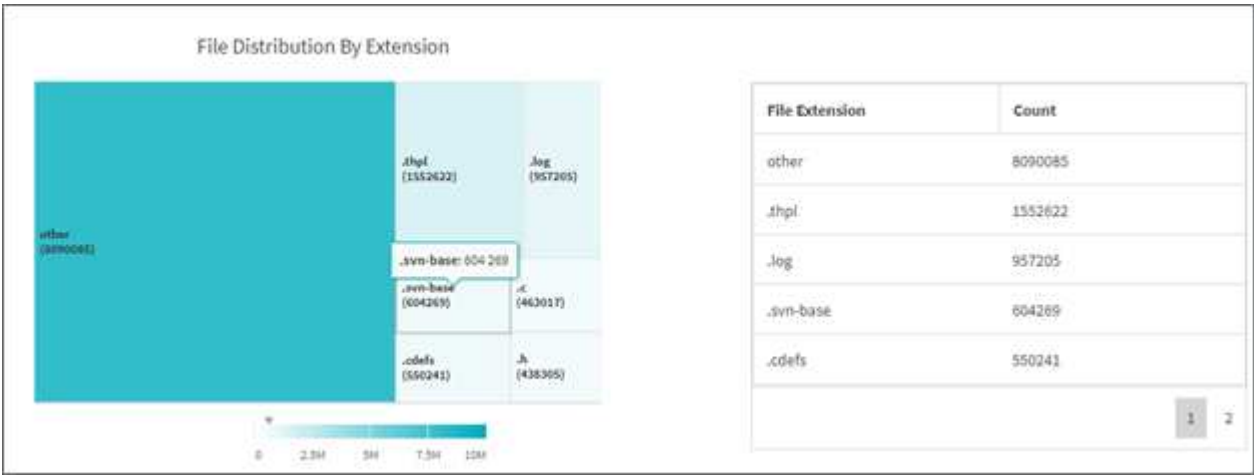 File Distribution By Extension
.thpl
(1552622)
.log
(957205)
other
(8090085)
.svn-base: 604 269
.svn-base
(604269)
.c
(463017)
.cdefs
(550241)
.h
(438305)
0 2.5M 5M 7.5M 10M
File Extension Count
other 8090085
.thpl 1552622
.log 957205
.svn-base 604269
.cdefs 550241
1 2